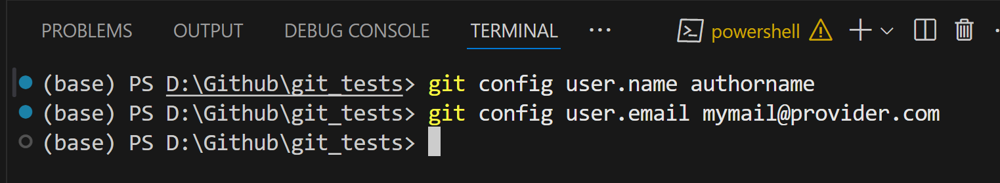 PROBLEMS OUTPUT DEBUG CONSOLE TERMINAL ··· powershell
(base) PS D:\Github\git_tests> git config user.name authorname
(base) PS D:\Github\git_tests> git config user.email mymail@provider.com
(base) PS D:\Github\git_tests>